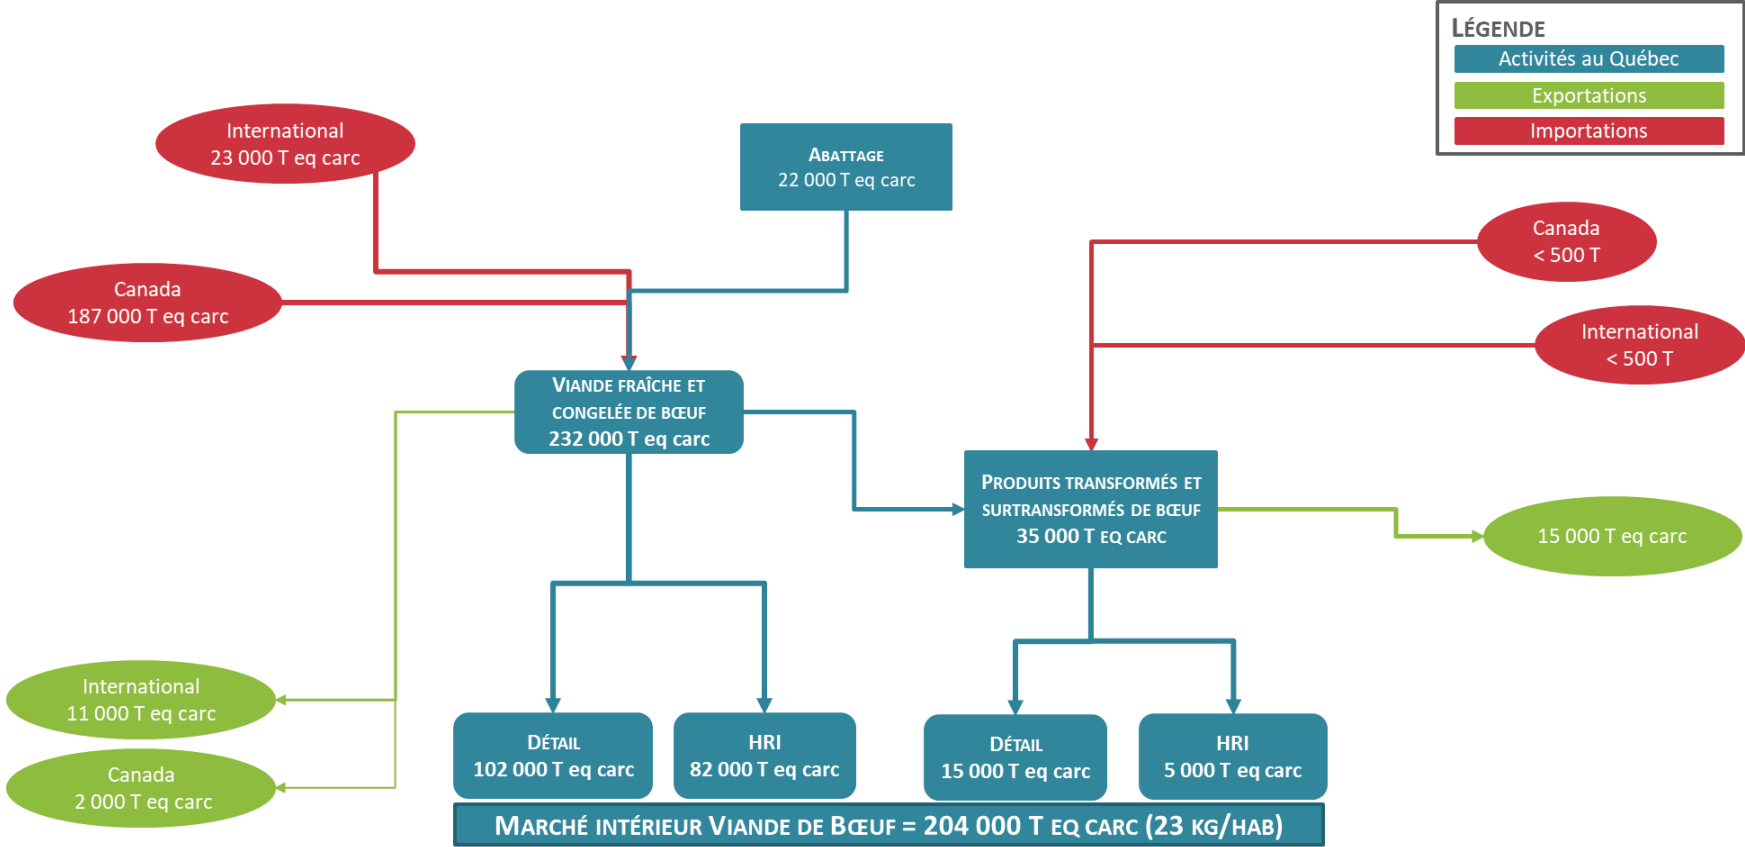 LÉGENDE
Activités au Québec
Exportations
Importations
International
23 000 T eq carc
ABATTAGE
22 000 T eq carc
Canada
< 500 T
Canada
187 000 T eq carc
International
< 500 T
VIANDE FRAÎCHE ET
CONGELÉE DE BŒUF
232 000 T eq carc
PRODUITS TRANSFORMÉS ET
SURTRANSFORMÉS DE BŒUF
35 000 T EQ CARC
15 000 T eq carc
International
11 000 T eq carc
Canada
2 000 T eq carc
DÉTAIL
102 000 T eq carc
HRI
82 000 T eq carc
DÉTAIL
15 000 T eq carc
HRI
5 000 T eq carc
MARCHÉ INTÉRIEUR VIANDE DE BŒUF = 204 000 T EQ CARC (23 KG/HAB)